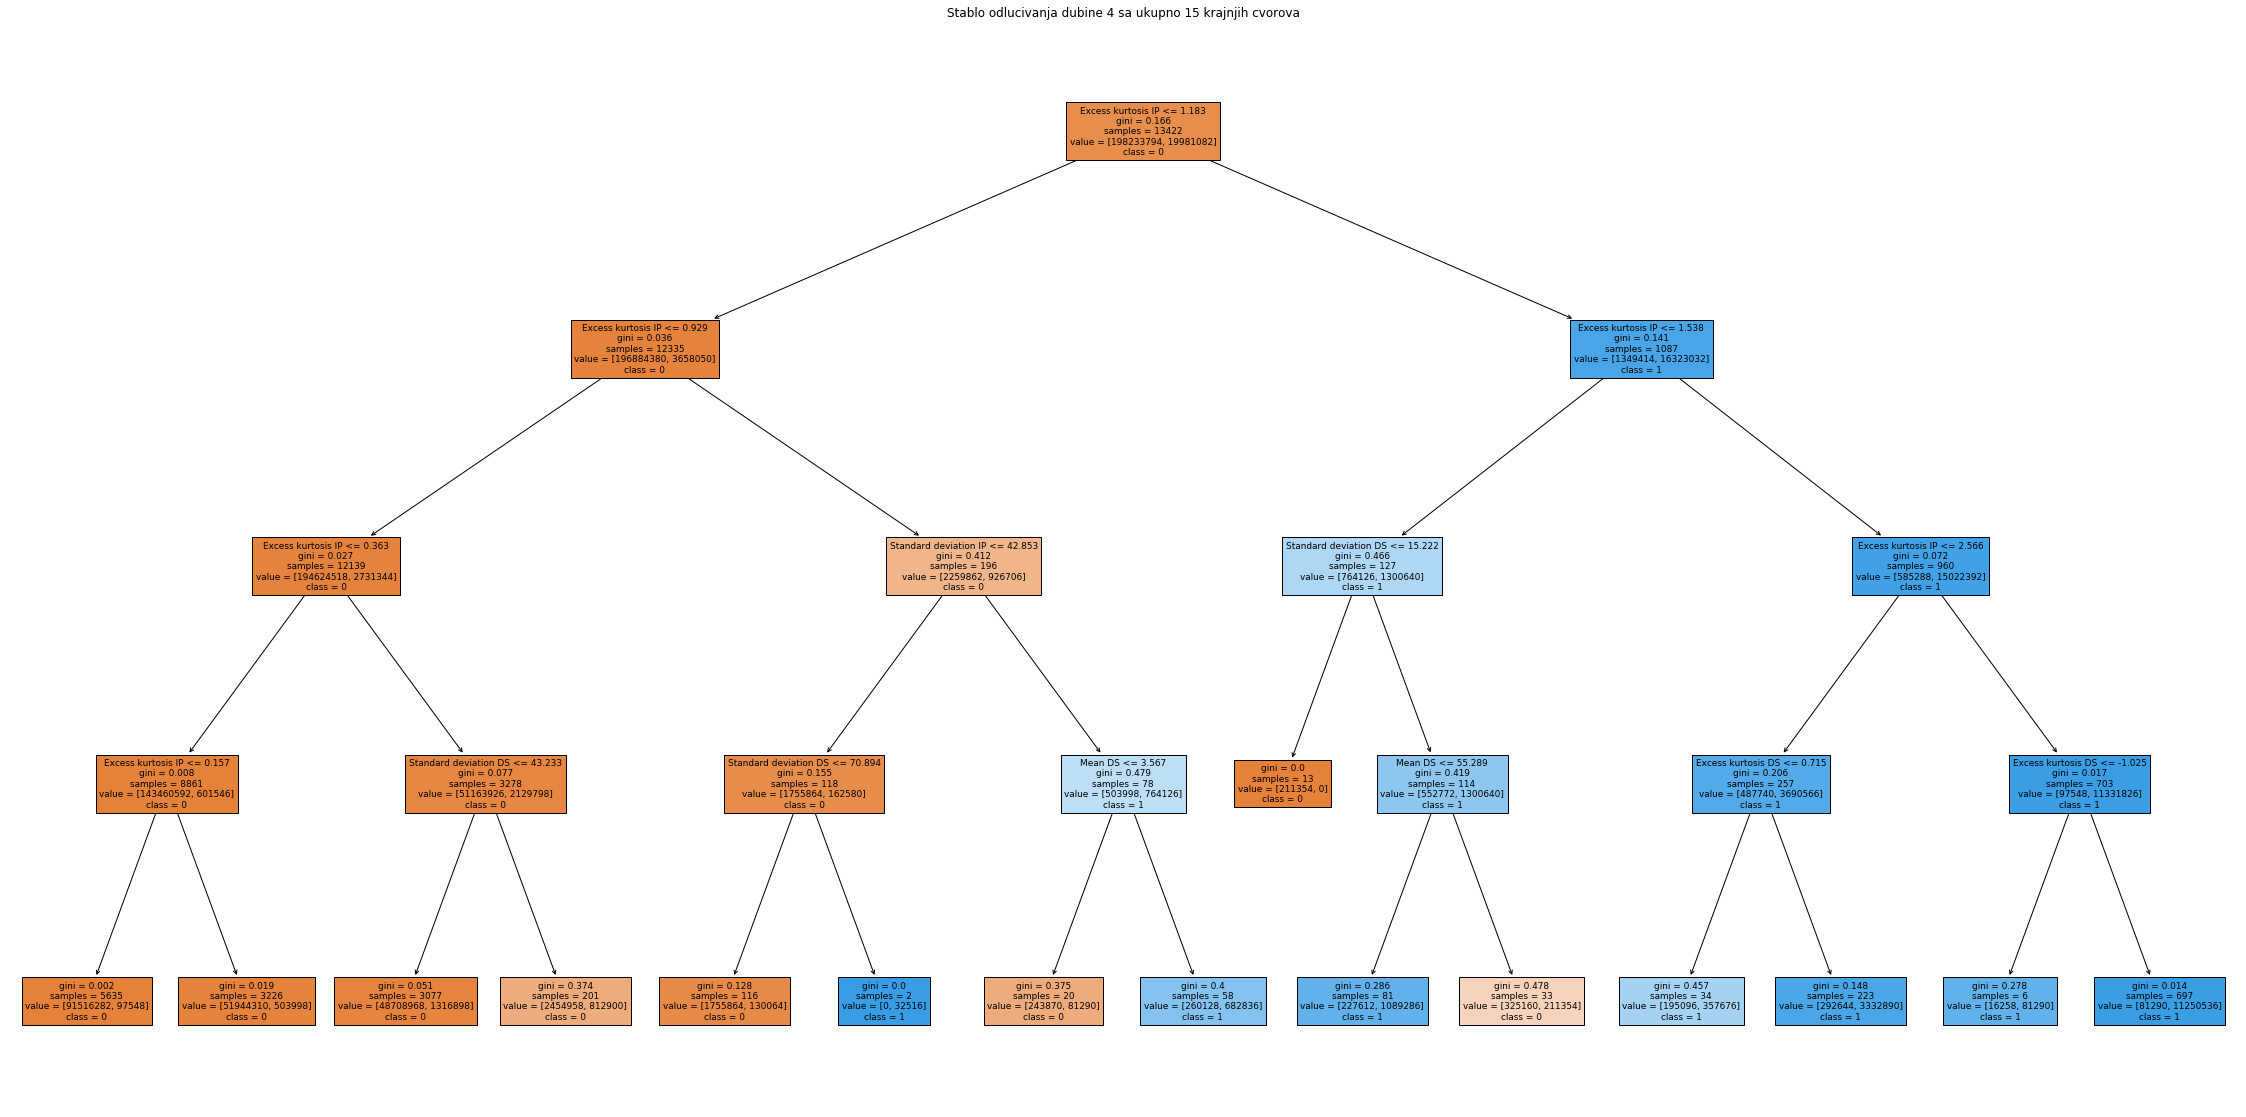 Stablo odlucivanja dubine 4 sa ukupno 15 krajnjih cvorova
Excess kurtosis IP <= 1.183
gini = 0.166
samples = 13422
value = [198233794, 19981082]
class = 0
Excess kurtosis IP <= 0.929
gini = 0.036
samples = 12335
value = [196884380, 3658050]
class = 0
Excess kurtosis IP <= 1.538
gini = 0.141
samples = 1087
value = [1349414, 16323032]
class = 1
Excess kurtosis IP <= 0.363
gini = 0.027
samples = 12139
value = [194624518, 2731344]
class = 0
Standard deviation IP <= 42.853
gini = 0.412
samples = 196
value = [2259862, 926706]
class = 0
Standard deviation DS <= 15.222
gini = 0.466
samples = 127
value = [764126, 1300640]
class = 1
Excess kurtosis IP <= 2.566
gini = 0.072
samples = 960
value = [585288, 15022392]
class = 1
Excess kurtosis IP <= 0.157
gini = 0.008
samples = 8861
value = [143460592, 601546]
class = 0
Standard deviation DS <= 43.233
gini = 0.077
samples = 3278
value = [51163926, 2129798]
class = 0
Standard deviation DS <= 70.894
gini = 0.155
samples = 118
value = [1755864, 162580]
class = 0
Mean DS <= 3.567
gini = 0.479
samples = 78
value = [503998, 764126]
class = 1
gini = 0.0
samples = 13
value = [211354, 0]
class = 0
Mean DS <= 55.289
gini = 0.419
samples = 114
value = [552772, 1300640]
class = 1
Excess kurtosis DS <= 0.715
gini = 0.206
samples = 257
value = [487740, 3690566]
class = 1
Excess kurtosis DS <= -1.025
gini = 0.017
samples = 703
value = [97548, 11331826]
class = 1
gini = 0.002
samples = 5635
value = [91516282, 97548]
class = 0
gini = 0.019
samples = 3226
value = [51944310, 503998]
class = 0
gini = 0.051
samples = 3077
value = [48708968, 1316898]
class = 0
gini = 0.374
samples = 201
value = [2454958, 812900]
class = 0
gini = 0.128
samples = 116
value = [1755864, 130064]
class = 0
gini = 0.0
samples = 2
value = [0, 32516]
class = 1
gini = 0.375
samples = 20
value = [243870, 81290]
class = 0
gini = 0.4
samples = 58
value = [260128, 682836]
class = 1
gini = 0.286
samples = 81
value = [227612, 1089286]
class = 1
gini = 0.478
samples = 33
value = [325160, 211354]
class = 0
gini = 0.457
samples = 34
value = [195096, 357676]
class = 1
gini = 0.148
samples = 223
value = [292644, 3332890]
class = 1
gini = 0.278
samples = 6
value = [16258, 81290]
class = 1
gini = 0.014
samples = 697
value = [81290, 11250536]
class = 1